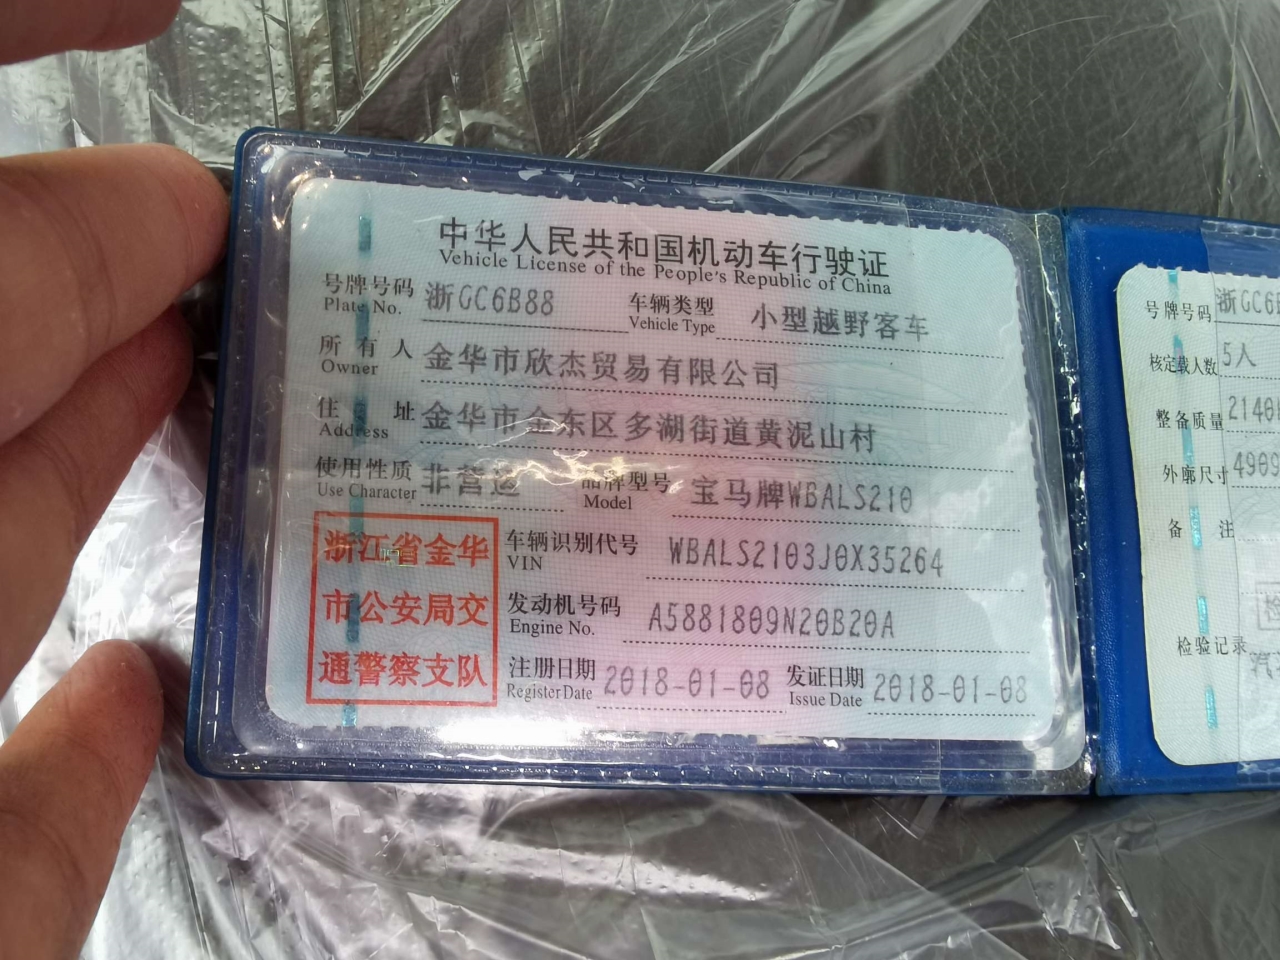 中华人民共和国机动车行驶证
Vehicle License of the People's Republic of China
号牌号码 浙GC6B88 车辆类型 小型越野客车
Plate No. Vehicle Type
所有人 金华市欣杰贸易有限公司
Owner
住址 金华市金东区多湖街道黄泥山村
Address
使用性质 非营运 品牌型号 宝马牌WBALS210
Use Character Model
浙江省金华
市公安局交
通警察支队
车辆识别代号 WBALS2103J0X35264
VIN
发动机号码 A5881809N20B20A
Engine No.
注册日期 2018-01-08 发证日期 2018-01-08
Register Date Issue Date
号牌号码 浙GC6
核定载人数 5人
整备质量 2140
外廓尺寸 4909
备注
检验记录